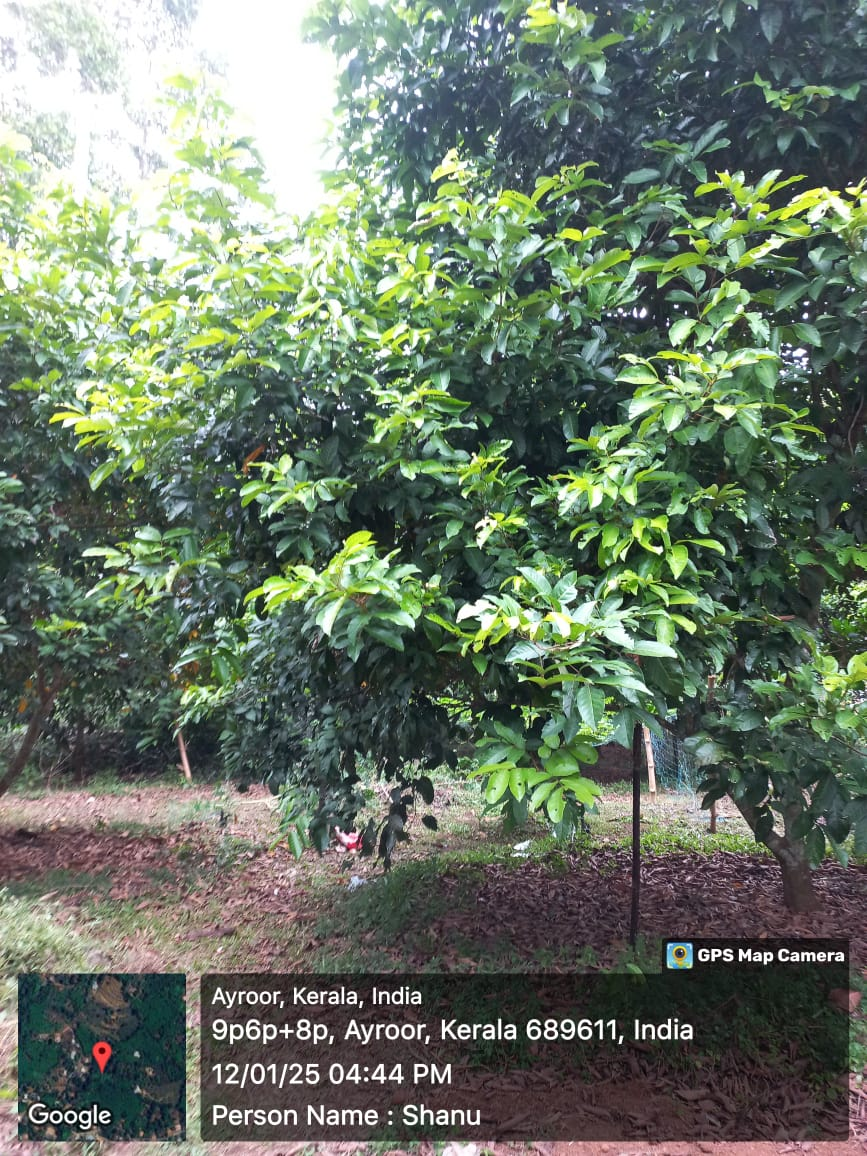 GPS Map Camera
Ayroor, Kerala, India
9p6p+8p, Ayroor, Kerala 689611, India
12/01/25 04:44 PM
Person Name : Shanu
Google